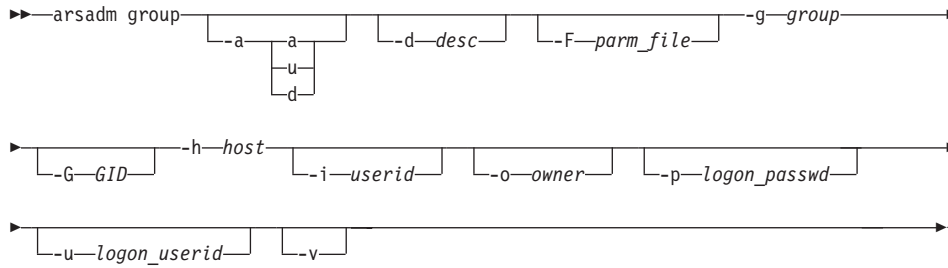 arsadm group -a a -d desc -F parm_file -g group
u
d
-G GID -h host -i userid -o owner -p logon_passwd
-u logon_userid -v